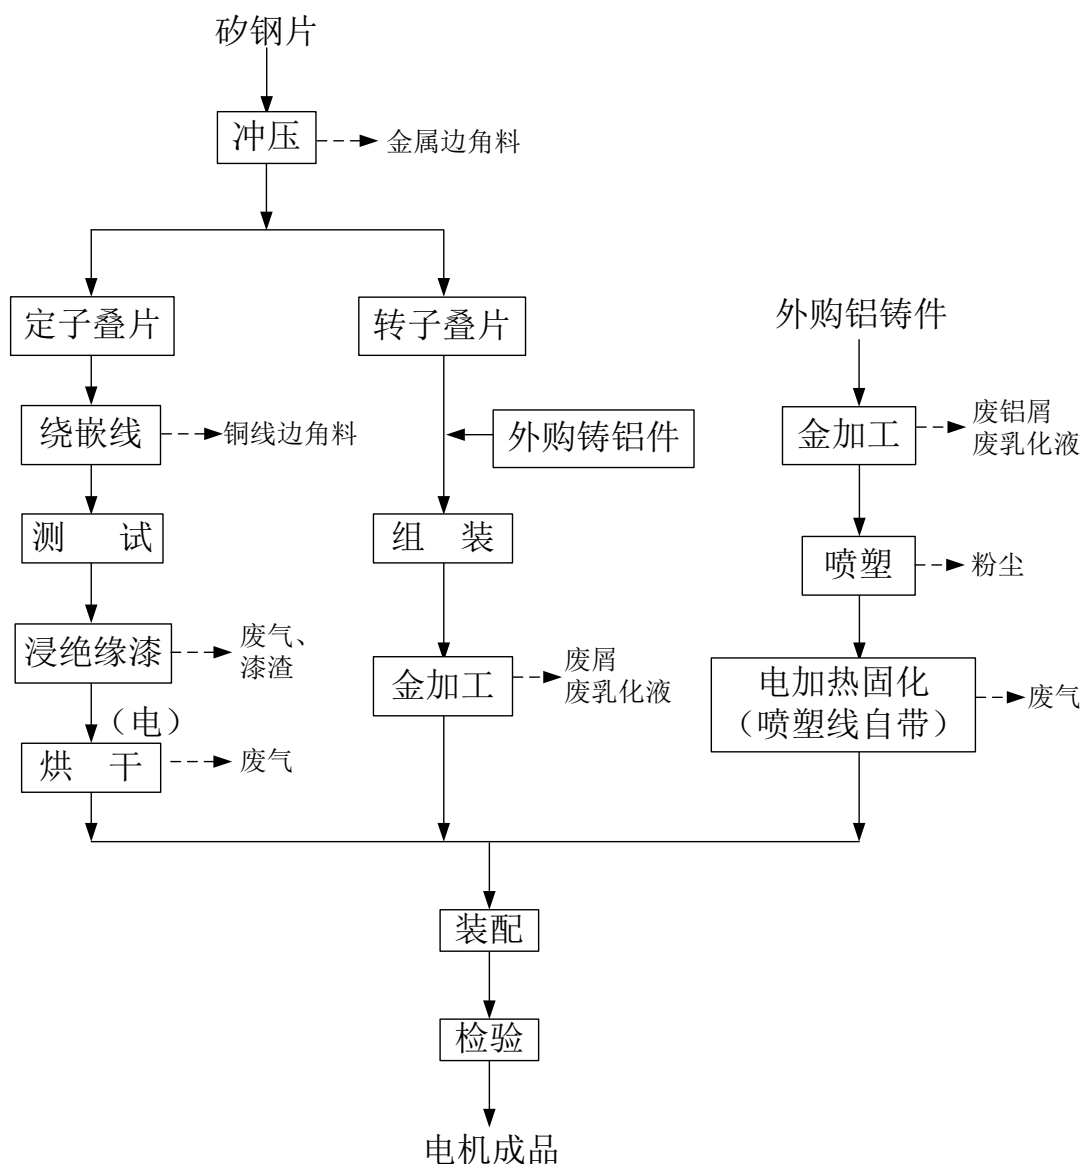 矽钢片
冲压
金属边角料
定子叠片
转子叠片
外购铝铸件
绕嵌线
铜线边角料
外购铸铝件
金加工
废铝屑
废乳化液
测 试
组 装
喷塑
粉尘
浸绝缘漆
废气、
漆渣
金加工
废屑
废乳化液
电加热固化
（喷塑线自带）
废气
（电）
烘 干
废气
装配
检验
电机成品